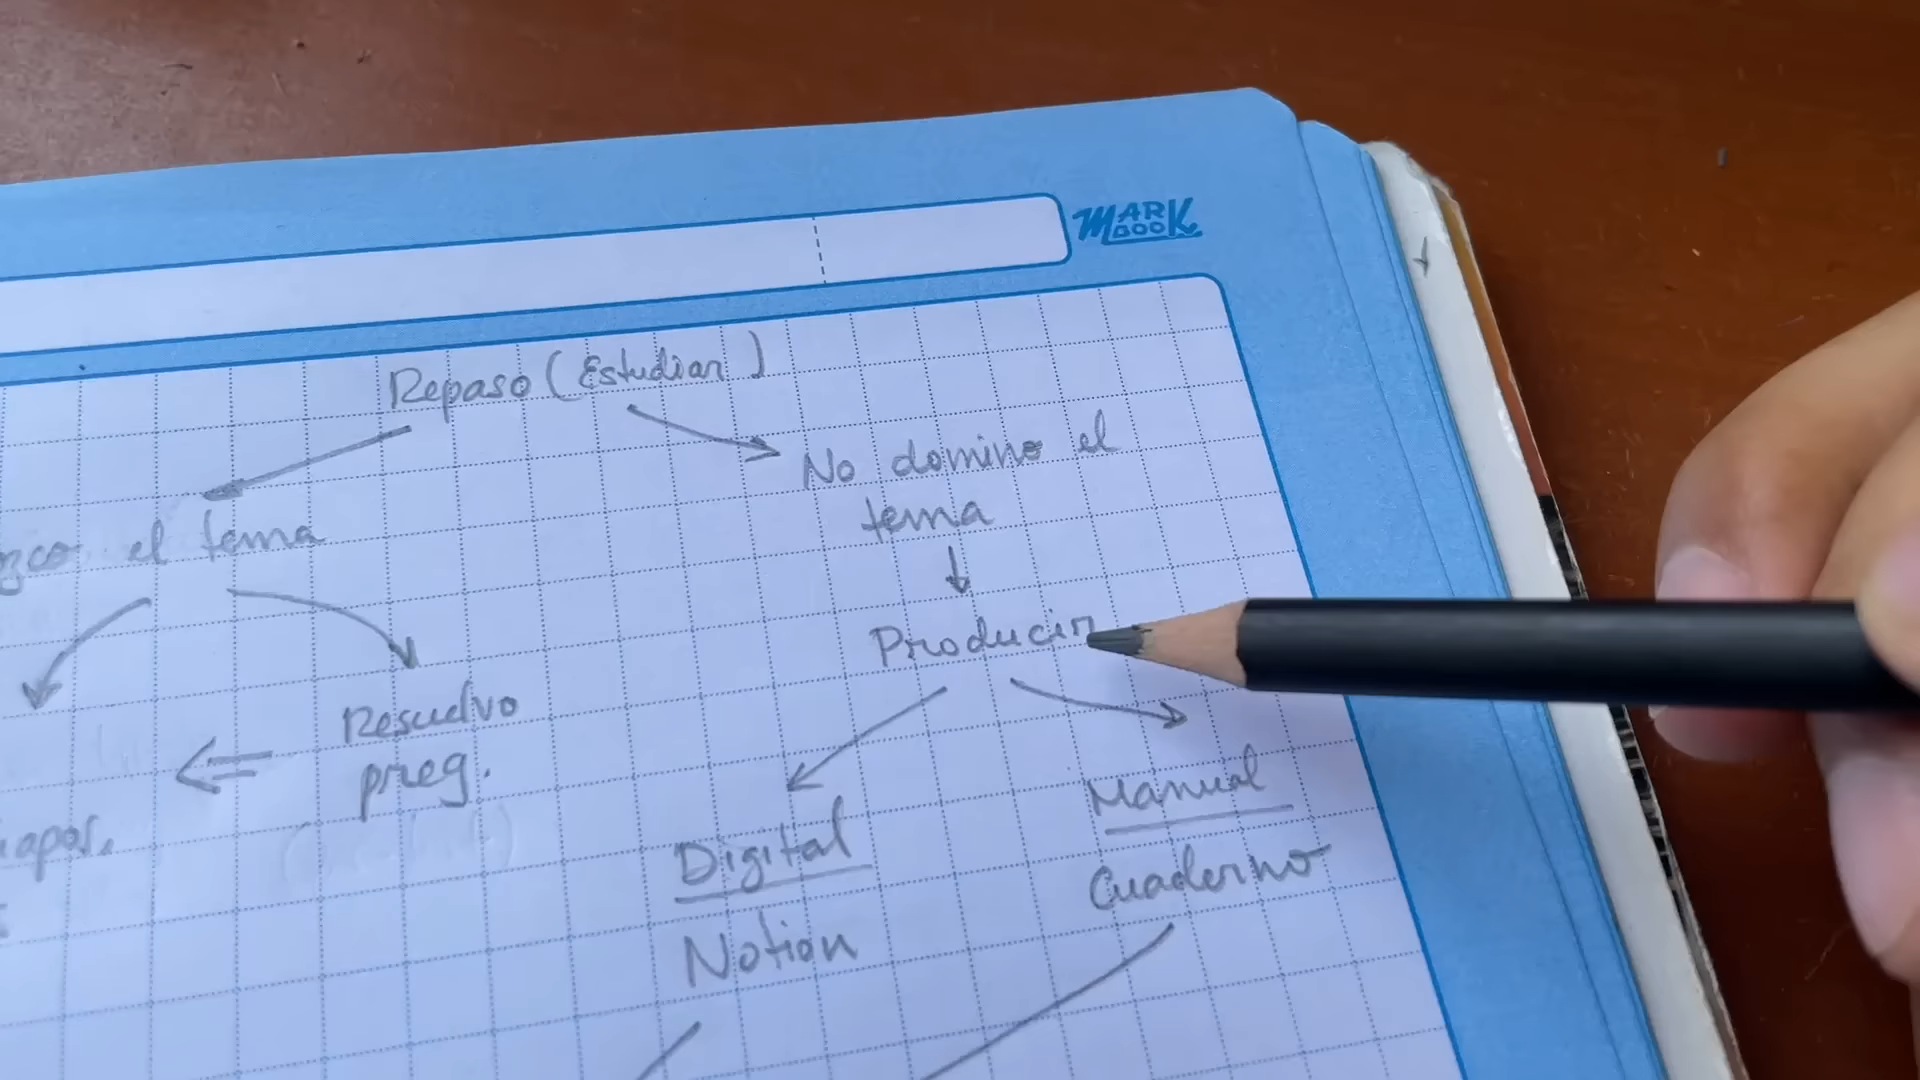 MARK BOOK
Repaso (Estudiar)
No domino el
tema
el tema
Producir
Resuelvo
preg.
Manual
Digital
Cuaderno
Notion